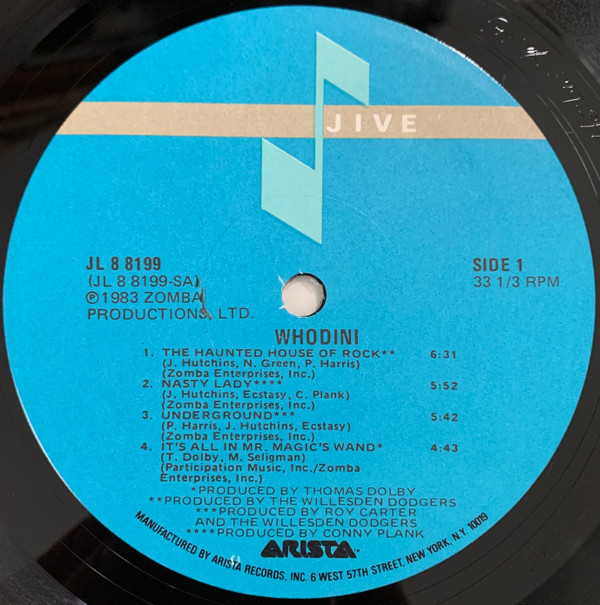 JIVE
JL 8 8199
(JL 8 8199-SA)
℗1983 ZOMBA
PRODUCTIONS, LTD.
SIDE 1
33 1/3 RPM
WHODINI
1. THE HAUNTED HOUSE OF ROCK** 6:31
(J. Hutchins, N. Green, P. Harris)
(Zomba Enterprises, Inc.)
2. NASTY LADY**** 5:52
(J. Hutchins, Ecstasy, C. Plank)
(Zomba Enterprises, Inc.)
3. UNDERGROUND*** 5:42
(P. Harris, J. Hutchins, Ecstasy)
(Zomba Enterprises, Inc.)
4. IT'S ALL IN MR. MAGIC'S WAND* 4:43
(T. Dolby, M. Seligman)
(Participation Music, Inc./Zomba
Enterprises, Inc.)
*PRODUCED BY THOMAS DOLBY
**PRODUCED BY THE WILLESDEN DODGERS
***PRODUCED BY ROY CARTER
AND THE WILLESDEN DODGERS
****PRODUCED BY CONNY PLANK
ARISTA™
MANUFACTURED BY ARISTA RECORDS, INC. 6 WEST 57TH STREET, NEW YORK, N.Y. 10019